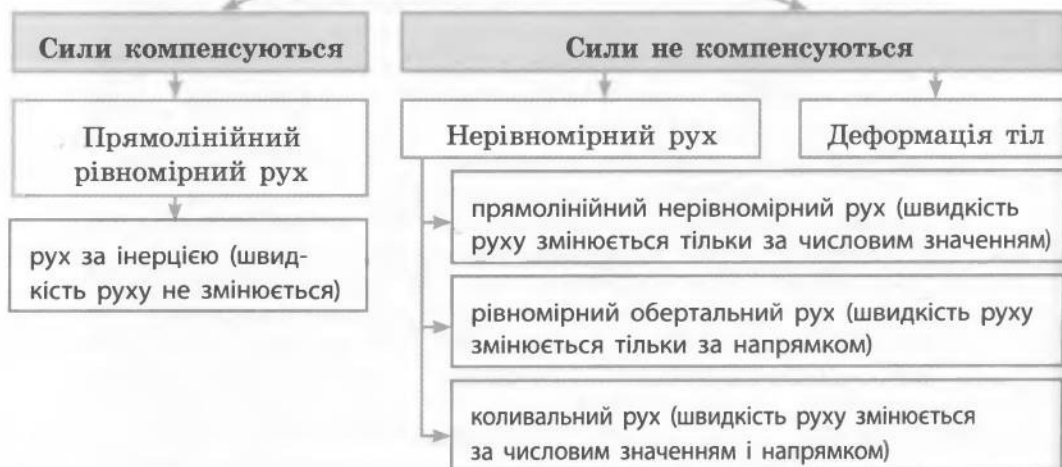 Сили компенсуються
Сили не компенсуються
Прямолінійний
рівномірний рух
Нерівномірний рух
Деформація тіл
рух за інерцією (швид-
кість руху не змінюється)
прямолінійний нерівномірний рух (швидкість
руху змінюється тільки за числовим значенням)
рівномірний обертальний рух (швидкість руху
змінюється тільки за напрямком)
коливальний рух (швидкість руху змінюється
за числовим значенням і напрямком)